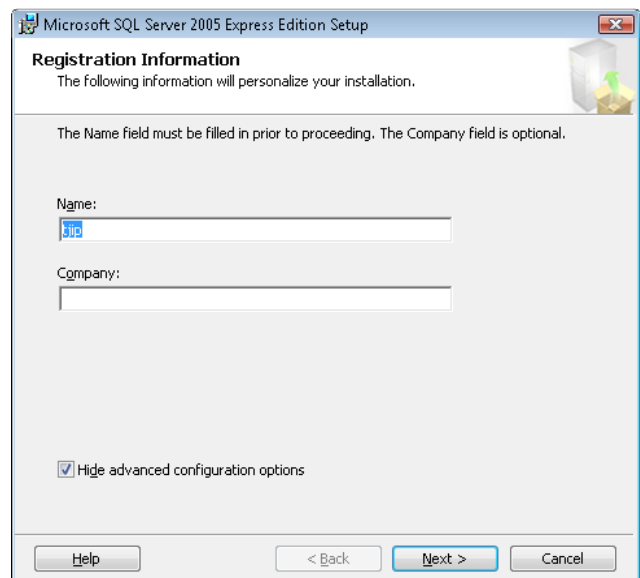 Microsoft SQL Server 2005 Express Edition Setup
Registration Information
The following information will personalize your installation.
The Name field must be filled in prior to proceeding. The Company field is optional.
Name:
tjip
Company:
Hide advanced configuration options
Help < Back Next > Cancel